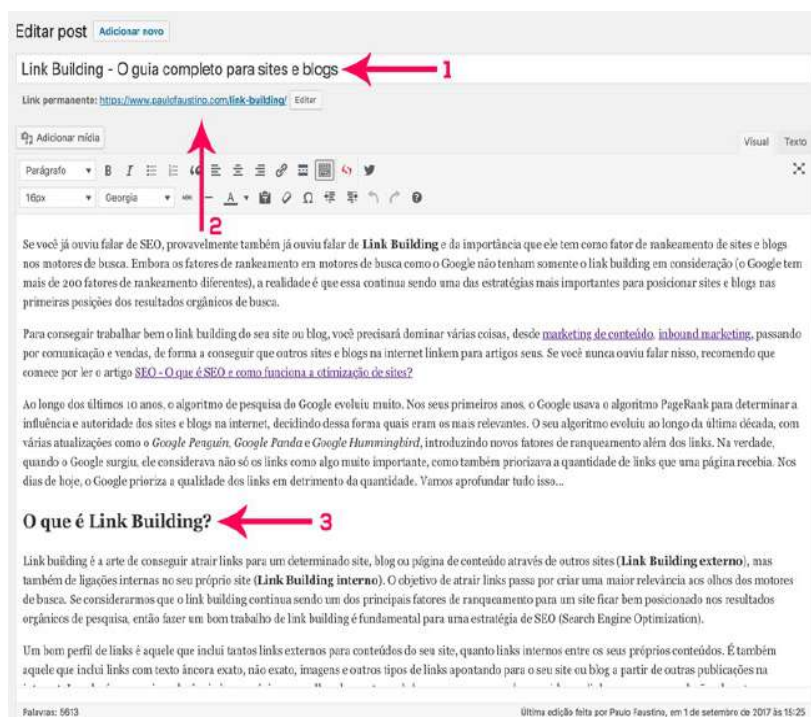 Editar post Adicionar novo
Link Building - O guia completo para sites e blogs 1
Link permanente: https://www.paulofaustino.com/link-building/ Editar
Adicionar mídia
Visual Texto
Parágrafo
16px Georgia
2
Se você já ouviu falar de SEO, provavelmente também já ouviu falar de Link Building e da importância que ele tem como fator de rankeamento de sites e blogs
nos motores de busca. Embora os fatores de rankeamento em motores de busca como o Google não tenham somente o link building em consideração (o Google tem
mais de 200 fatores de rankeamento diferentes), a realidade é que essa continua sendo uma das estratégias mais importantes para posicionar sites e blogs nas
primeiras posições dos resultados orgânicos de busca.
Para conseguir trabalhar bem o link building do seu site ou blog, você precisará dominar várias coisas, desde marketing de conteúdo, inbound marketing, passando
por comunicação e vendas, de forma a conseguir que outros sites e blogs na internet linkem para artigos seus. Se você nunca ouviu falar nisso, recomendo que
comece por ler o artigo SEO - O que é SEO e como funciona a otimização de sites?
Ao longo dos últimos 10 anos, o algoritmo de pesquisa do Google evoluiu muito. Nos seus primeiros anos, o Google usava o algoritmo PageRank para determinar a
influência e autoridade dos sites e blogs na internet, decidindo dessa forma quais eram os mais relevantes. O seu algoritmo evoluiu ao longo da última década, com
várias atualizações como o Google Penguin, Google Panda e Google Hummingbird, introduzindo novos fatores de ranqueamento além dos links. Na verdade,
quando o Google surgiu, ele considerava não só os links como algo muito importante, como também priorizava a quantidade de links que uma página recebia. Nos
dias de hoje, o Google prioriza a qualidade dos links em detrimento da quantidade. Vamos aprofundar tudo isso...
O que é Link Building? 3
Link building é a arte de conseguir atrair links para um determinado site, blog ou página de conteúdo através de outros sites (Link Building externo), mas
também de ligações internas no seu próprio site (Link Building interno). O objetivo de atrair links passa por criar uma maior relevância aos olhos dos motores
de busca. Se considerarmos que o link building continua sendo um dos principais fatores de ranqueamento para um site ficar bem posicionado nos resultados
orgânicos de pesquisa, então fazer um bom trabalho de link building é fundamental para uma estratégia de SEO (Search Engine Optimization).
Um bom perfil de links é aquele que inclui tantos links externos para conteúdos do seu site, quanto links internos entre os seus próprios conteúdos. É também
aquele que inclui links com texto âncora exato, não exato, imagens e outros tipos de links apontando para o seu site ou blog a partir de outras publicações na
Palavras: 5613 Última edição feita por Paulo Faustino, em 1 de setembro de 2017 às 15:25